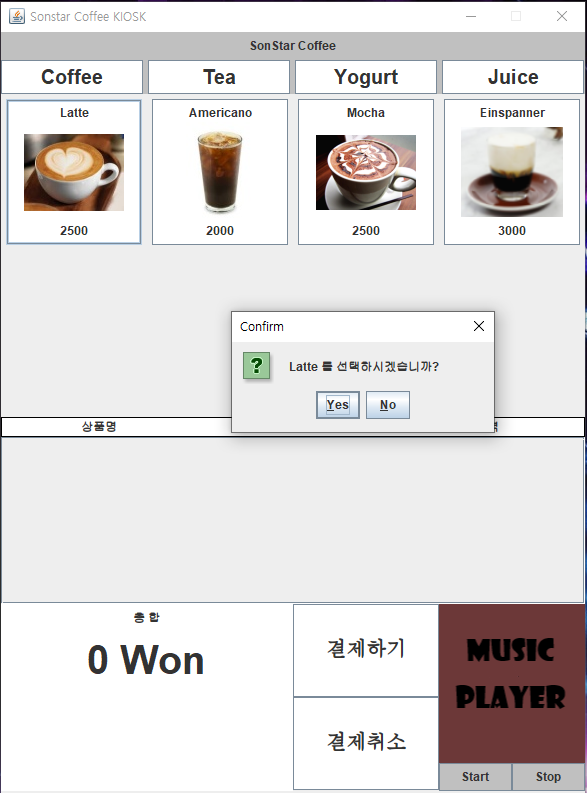 Sonstar Coffee KIOSK
SonStar Coffee
Coffee
Tea
Yogurt
Juice
Latte
Americano
Mocha
Einspanner
2500
2000
2500
3000
Confirm
Latte 를 선택하시겠습니까?
Yes
No
상품명
총 합
0 Won
결제하기
결제취소
MUSIC
PLAYER
Start
Stop